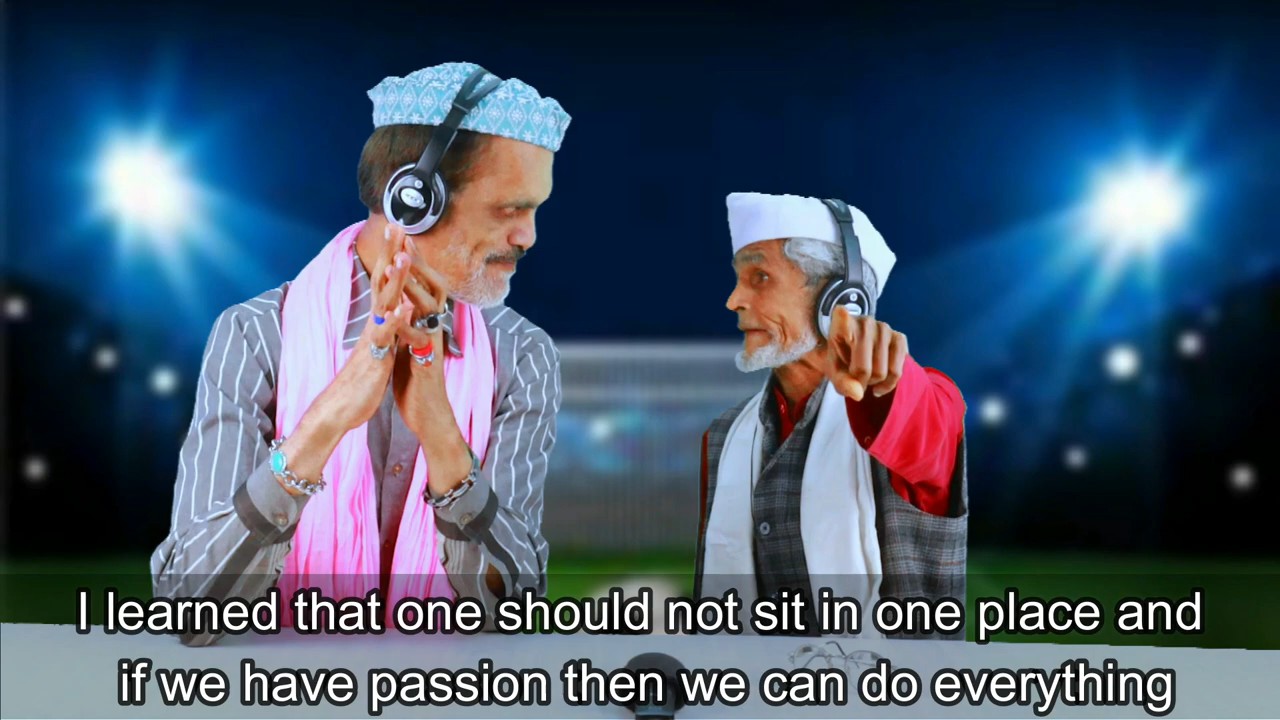 I learned that one should not sit in one place and
if we have passion then we can do everything